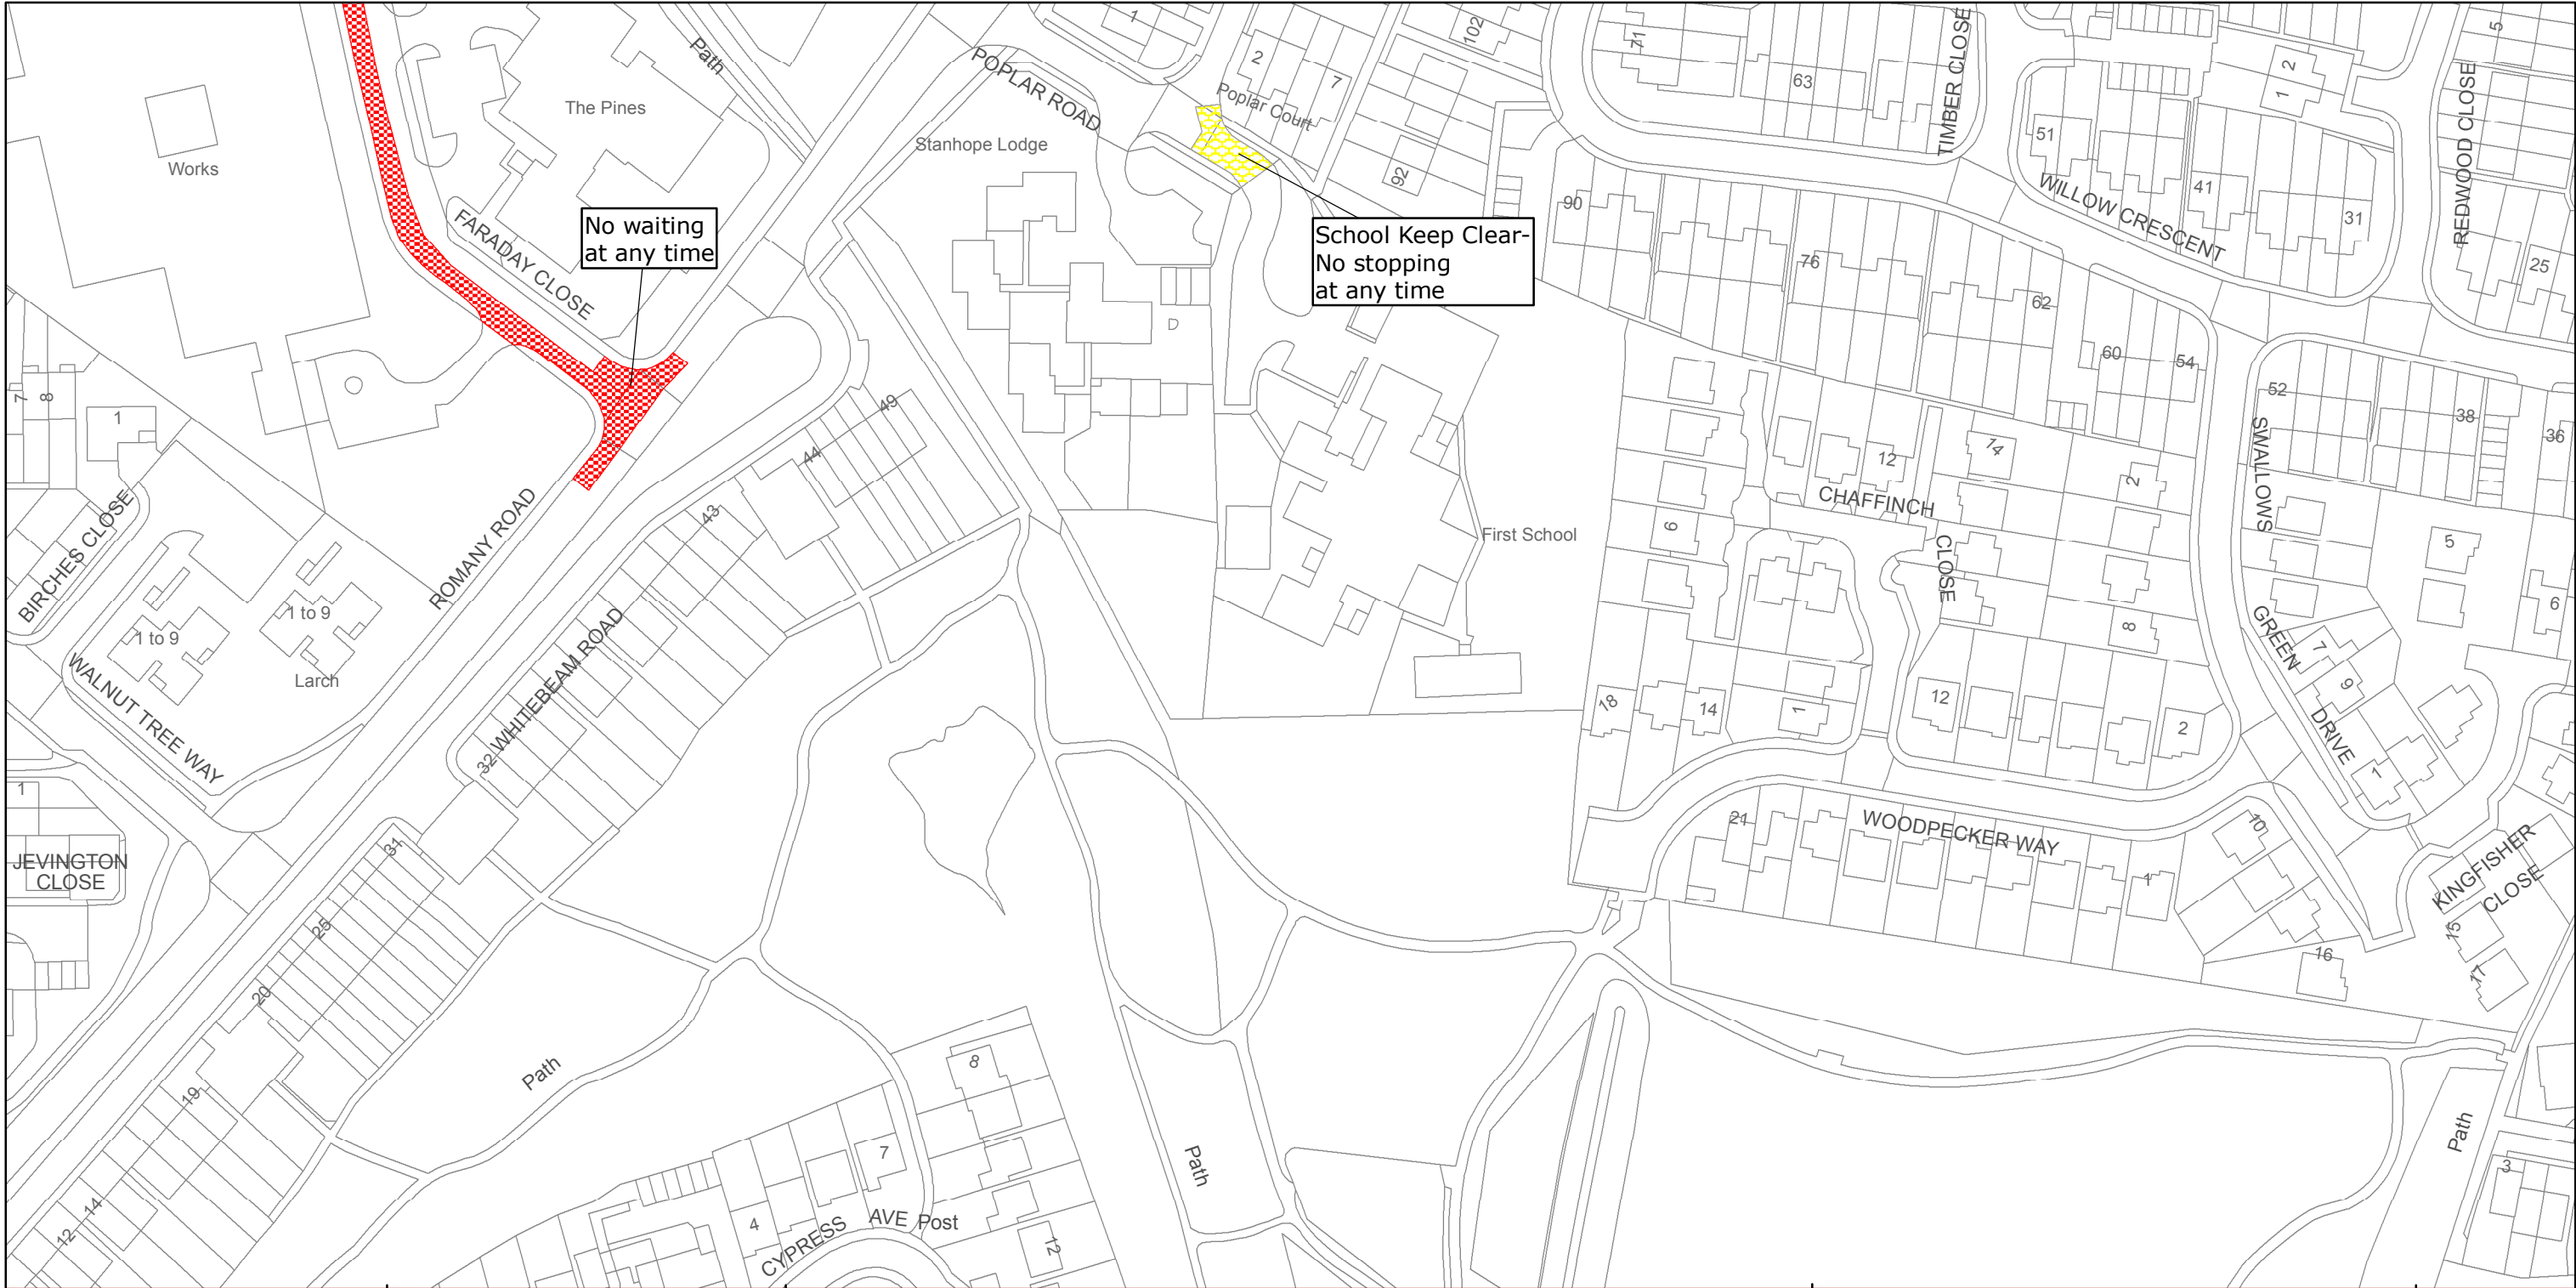 1
2
7
102
71
63
TIMBER CLOSE
5
2
1
REDWOOD CLOSE
Path
The Pines
POPLAR ROAD
Poplar Court
Stanhope Lodge
Works
92
90
51
41
31
WILLOW CRESCENT
25
FARADAY CLOSE
No waiting
at any time
School Keep Clear-
No stopping
at any time
76
62
60
54
52
38
36
7
8
1
49
44
43
D
12
14
2
CHAFFINCH
CLOSE
6
First School
SWALLOWS
GREEN
DRIVE
5
6
8
7
9
1
BIRCHES CLOSE
ROMANY ROAD
1 to 9
1 to 9
Larch
WALNUT TREE WAY
32
WHITEBEAM ROAD
18
14
1
12
2
1
JEVINGTON
CLOSE
31
25
20
19
14
12
21
WOODPECKER WAY
1
10
16
KINGFISHER
CLOSE
15
17
Path
8
7
4
CYPRESS
AVE
Post
12
Path
Path
3